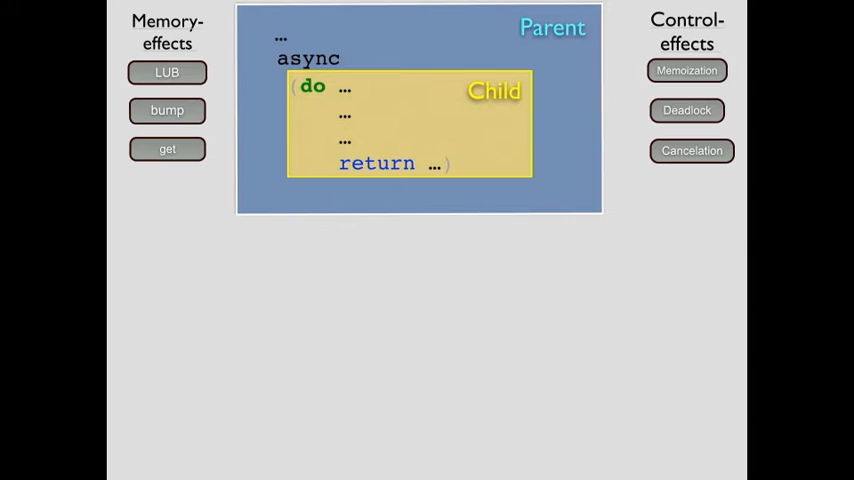 Memory-
effects
LUB
bump
get
…
Parent
async
(do …
Child
…
…
return …)
Control-
effects
Memoization
Deadlock
Cancelation